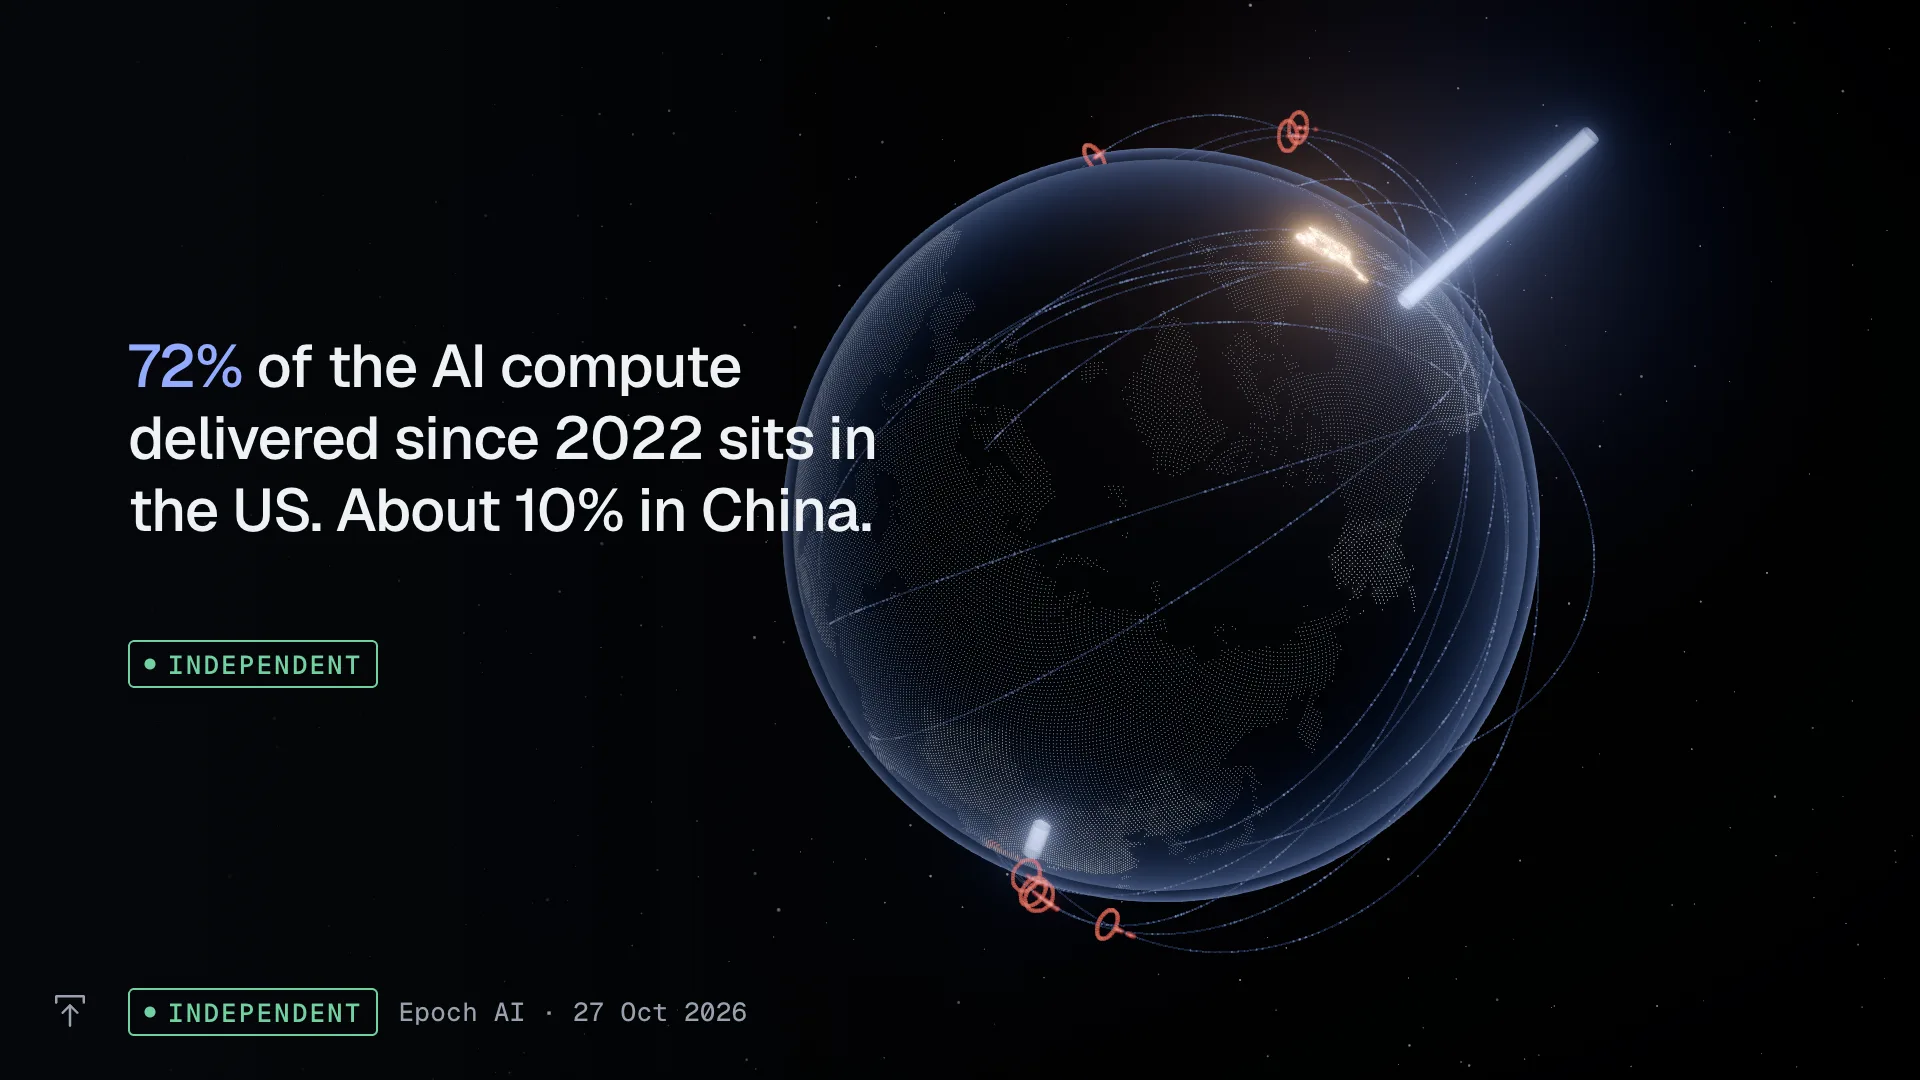 72% of the AI compute
delivered since 2022 sits in
the US. About 10% in China.
INDEPENDENT
INDEPENDENT Epoch AI · 27 Oct 2026